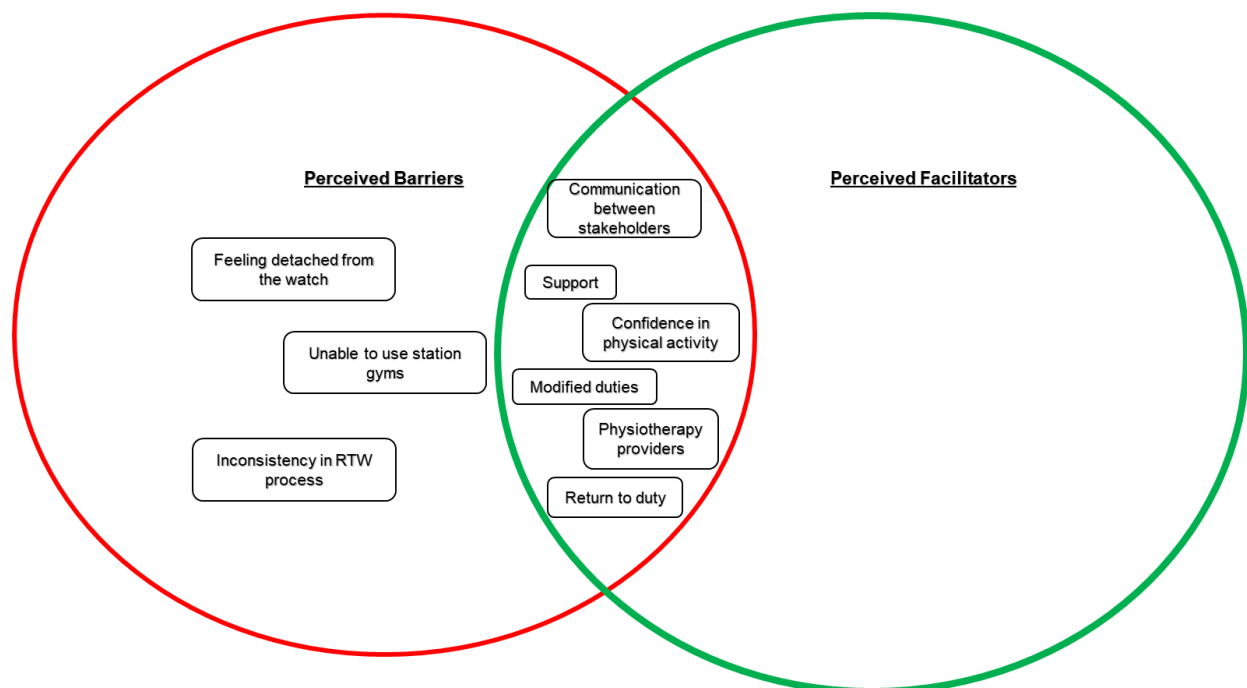 Perceived Barriers
Feeling detached from
the watch
Unable to use station
gyms
Inconsistency in RTW
process
Communication
between
stakeholders
Support
Confidence in
physical activity
Modified duties
Physiotherapy
providers
Return to duty
Perceived Facilitators